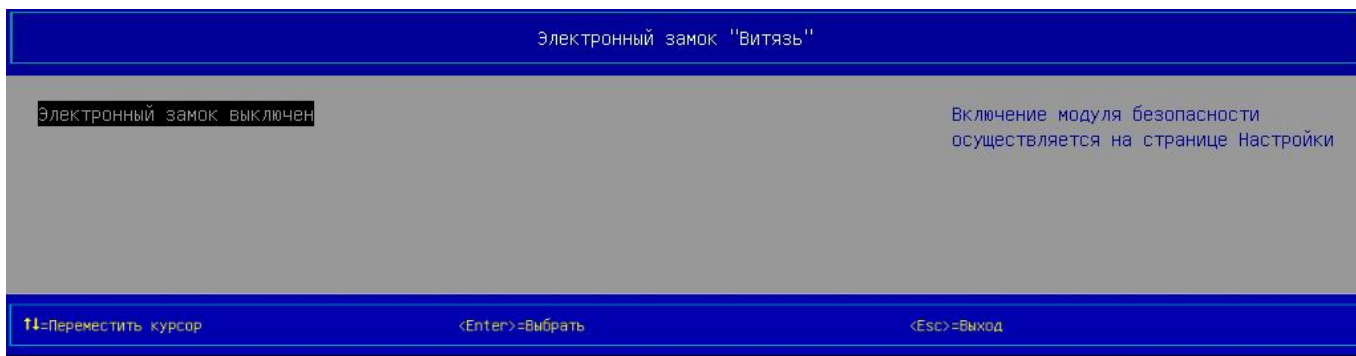 Электронный замок "Витязь"
Электронный замок выключен
Включение модуля безопасности
осуществляется на странице Настройки
↑↓=Переместить курсор <Enter>=Выбрать <Esc>=Выход